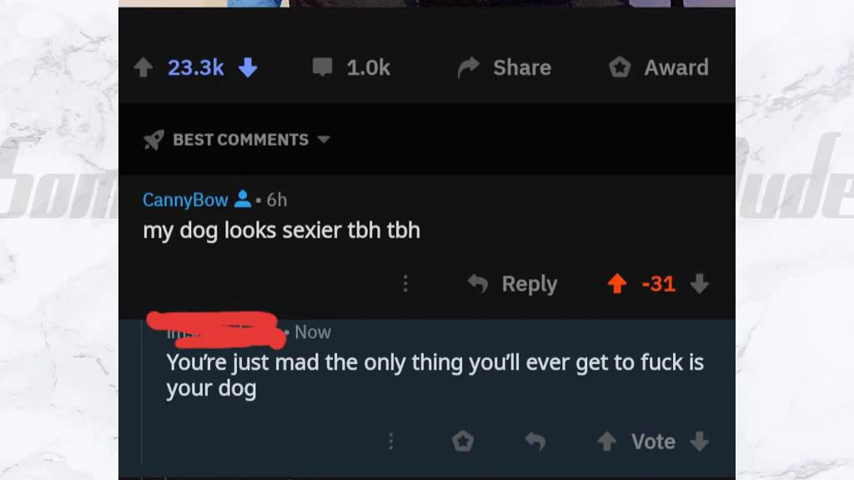 23.3k 1.0k Share Award
BEST COMMENTS
CannyBow • 6h
my dog looks sexier tbh tbh
Reply -31
• Now
You're just mad the only thing you'll ever get to fuck is
your dog
Vote